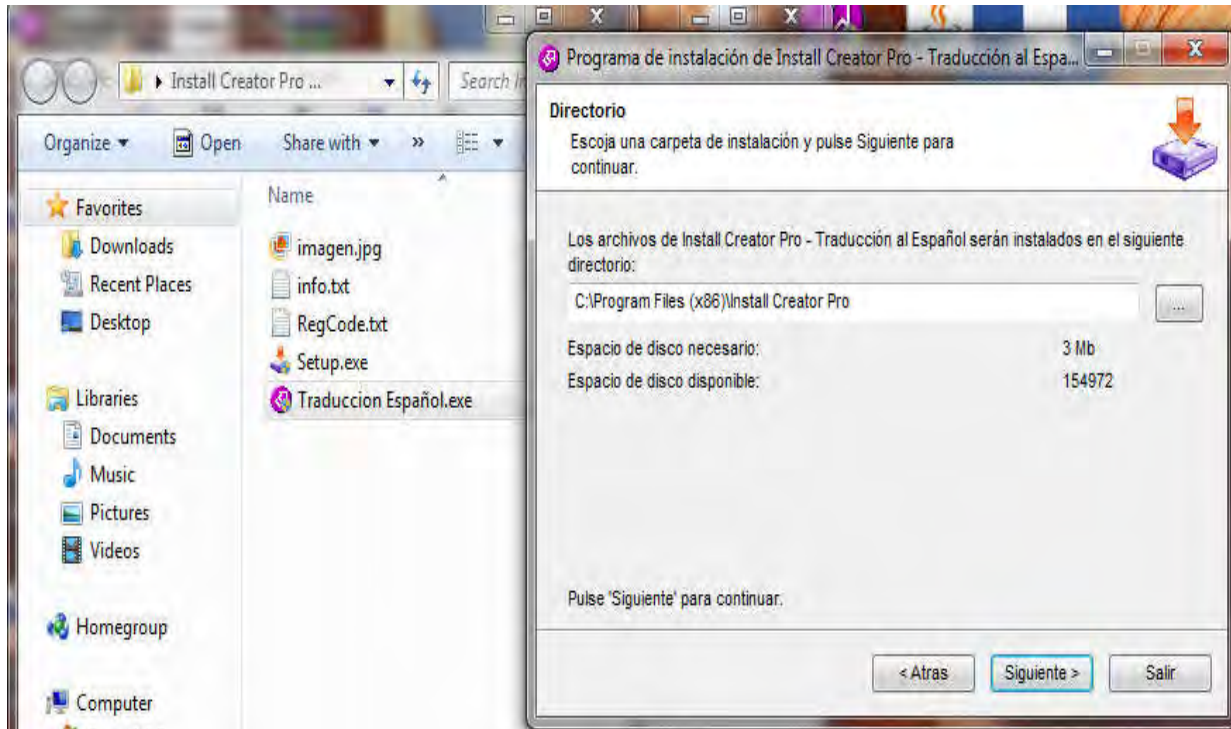 Install Creator Pro ...
Search In
Organize
Open
Share with
»
Favorites
Downloads
Recent Places
Desktop
Libraries
Documents
Music
Pictures
Videos
Homegroup
Computer
Name
imagen.jpg
info.txt
RegCode.txt
Setup.exe
Traduccion Español.exe
Programa de instalación de Install Creator Pro - Traducción al Espa...
Directorio
Escoja una carpeta de instalación y pulse Siguiente para
continuar.
Los archivos de Install Creator Pro - Traducción al Español serán instalados en el siguiente
directorio:
C:\Program Files (x86)\Install Creator Pro
...
Espacio de disco necesario: 3 Mb
Espacio de disco disponible: 154972
Pulse 'Siguiente' para continuar.
< Atras Siguiente > Salir